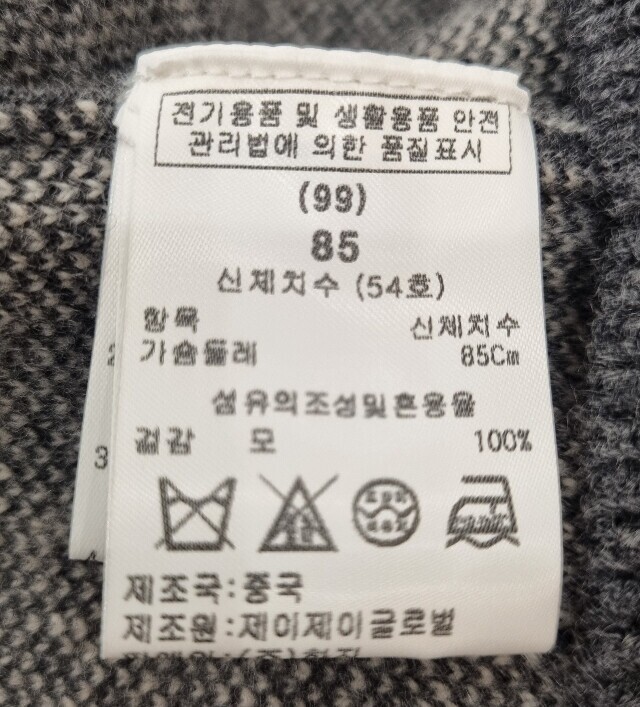 전기용품 및 생활용품 안전
관리법에 의한 품질표시
(99)
85
신체치수 (54호)
항목 신체치수
가슴둘레 85Cm
섬유의조성및혼용율
겉감 모 100%
제조국:중국
제조원:제이제이글로벌
2
3